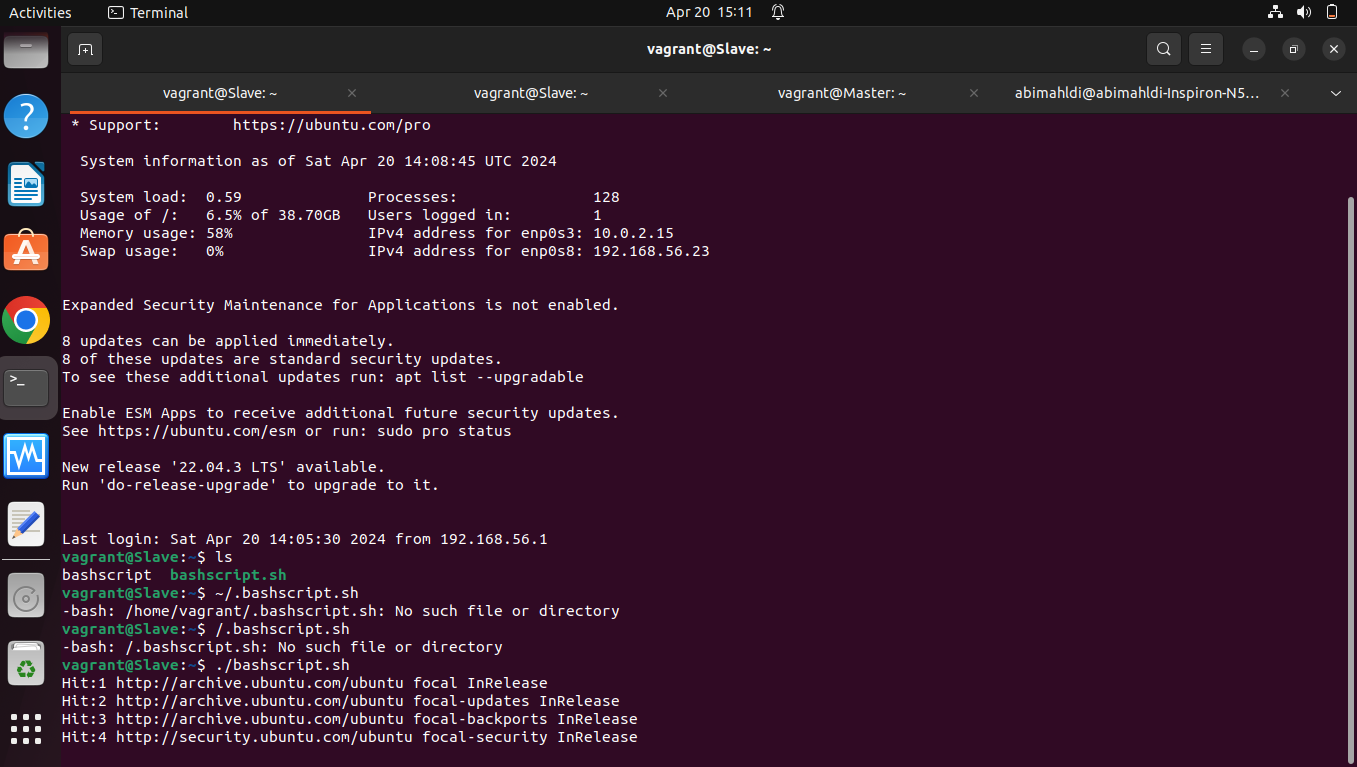 Activities Terminal Apr 20 15:11
vagrant@Slave: ~
vagrant@Slave: ~ vagrant@Slave: ~ vagrant@Master: ~ abimahldi@abimahldi-Inspiron-N5...
* Support: https://ubuntu.com/pro
System information as of Sat Apr 20 14:08:45 UTC 2024
System load: 0.59 Processes: 128
Usage of /: 6.5% of 38.70GB Users logged in: 1
Memory usage: 58% IPv4 address for enp0s3: 10.0.2.15
Swap usage: 0% IPv4 address for enp0s8: 192.168.56.23
Expanded Security Maintenance for Applications is not enabled.
8 updates can be applied immediately.
8 of these updates are standard security updates.
To see these additional updates run: apt list --upgradable
Enable ESM Apps to receive additional future security updates.
See https://ubuntu.com/esm or run: sudo pro status
New release '22.04.3 LTS' available.
Run 'do-release-upgrade' to upgrade to it.
Last login: Sat Apr 20 14:05:30 2024 from 192.168.56.1
vagrant@Slave:~$ ls
bashscript bashscript.sh
vagrant@Slave:~$ ~/.bashscript.sh
-bash: /home/vagrant/.bashscript.sh: No such file or directory
vagrant@Slave:~$ /.bashscript.sh
-bash: /.bashscript.sh: No such file or directory
vagrant@Slave:~$ ./bashscript.sh
Hit:1 http://archive.ubuntu.com/ubuntu focal InRelease
Hit:2 http://archive.ubuntu.com/ubuntu focal-updates InRelease
Hit:3 http://archive.ubuntu.com/ubuntu focal-backports InRelease
Hit:4 http://security.ubuntu.com/ubuntu focal-security InRelease